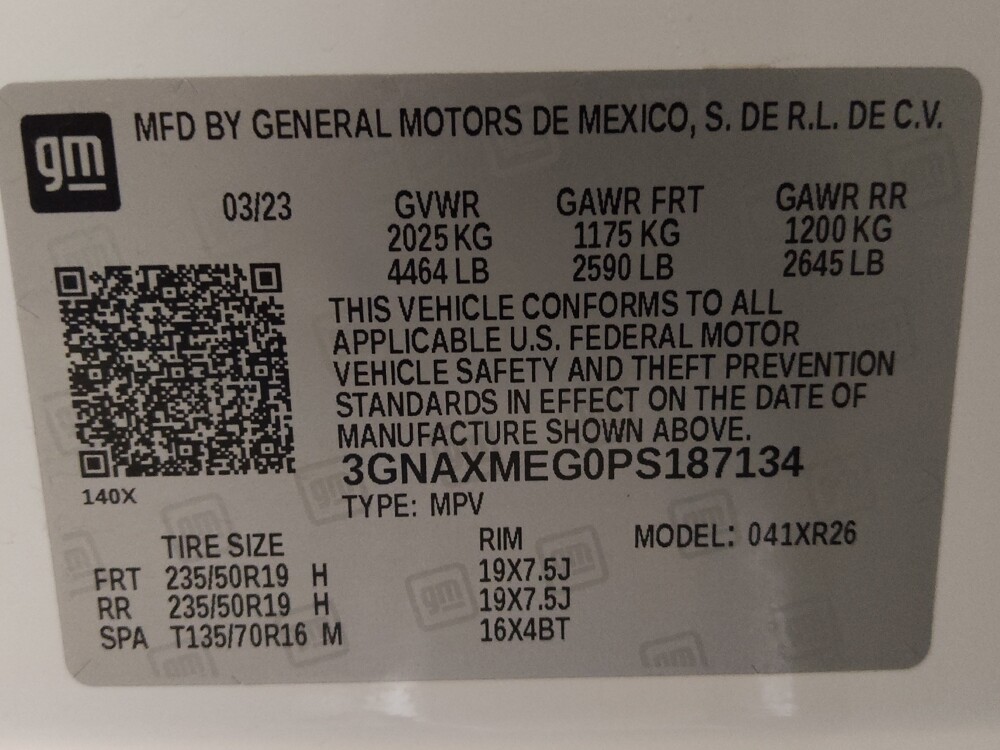 gm
MFD BY GENERAL MOTORS DE MEXICO, S. DE R.L. DE C.V.
03/23 GVWR GAWR FRT GAWR RR
2025 KG 1175 KG 1200 KG
4464 LB 2590 LB 2645 LB
THIS VEHICLE CONFORMS TO ALL
APPLICABLE U.S. FEDERAL MOTOR
VEHICLE SAFETY AND THEFT PREVENTION
STANDARDS IN EFFECT ON THE DATE OF
MANUFACTURE SHOWN ABOVE.
3GNAXMEG0PS187134
140X
TYPE: MPV
TIRE SIZE RIM MODEL: 041XR26
FRT 235/50R19 H 19X7.5J
RR 235/50R19 H 19X7.5J
SPA T135/70R16 M 16X4BT
gm